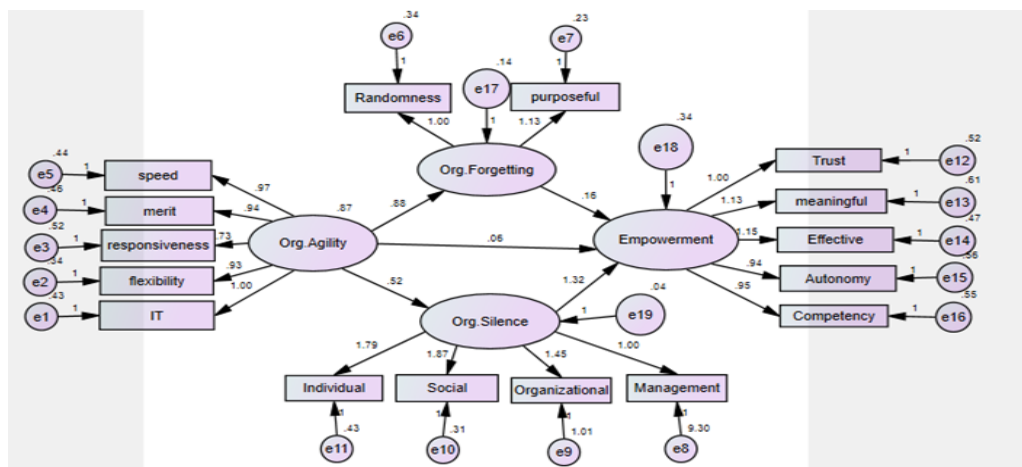 .34
e6
1
Randomness
.23
e7
1
purposeful
.14
e17
1
1.00
1.13
Org.Forgetting
.34
e18
1
.44
e5
1
speed
.46
e4
1
merit
.52
e3
1
responsiveness
.34
e2
1
flexibility
.43
e1
1
IT
.97
.94
.73
.93
1.00
.87
Org.Agility
.88
.06
.52
.16
1.32
Empowerment
1.00
1.13
1.15
.94
.95
Trust
1
.52
e12
meaningful
1
.61
e13
Effective
1
.47
e14
Autonomy
1
.56
e15
Competency
1
.55
e16
Org.Silence
1
.04
e19
1.79
1.87
1.45
1.00
Individual
Social
Organizational
Management
1
.43
e11
1
.31
e10
1
1.01
e9
1
9.30
e8